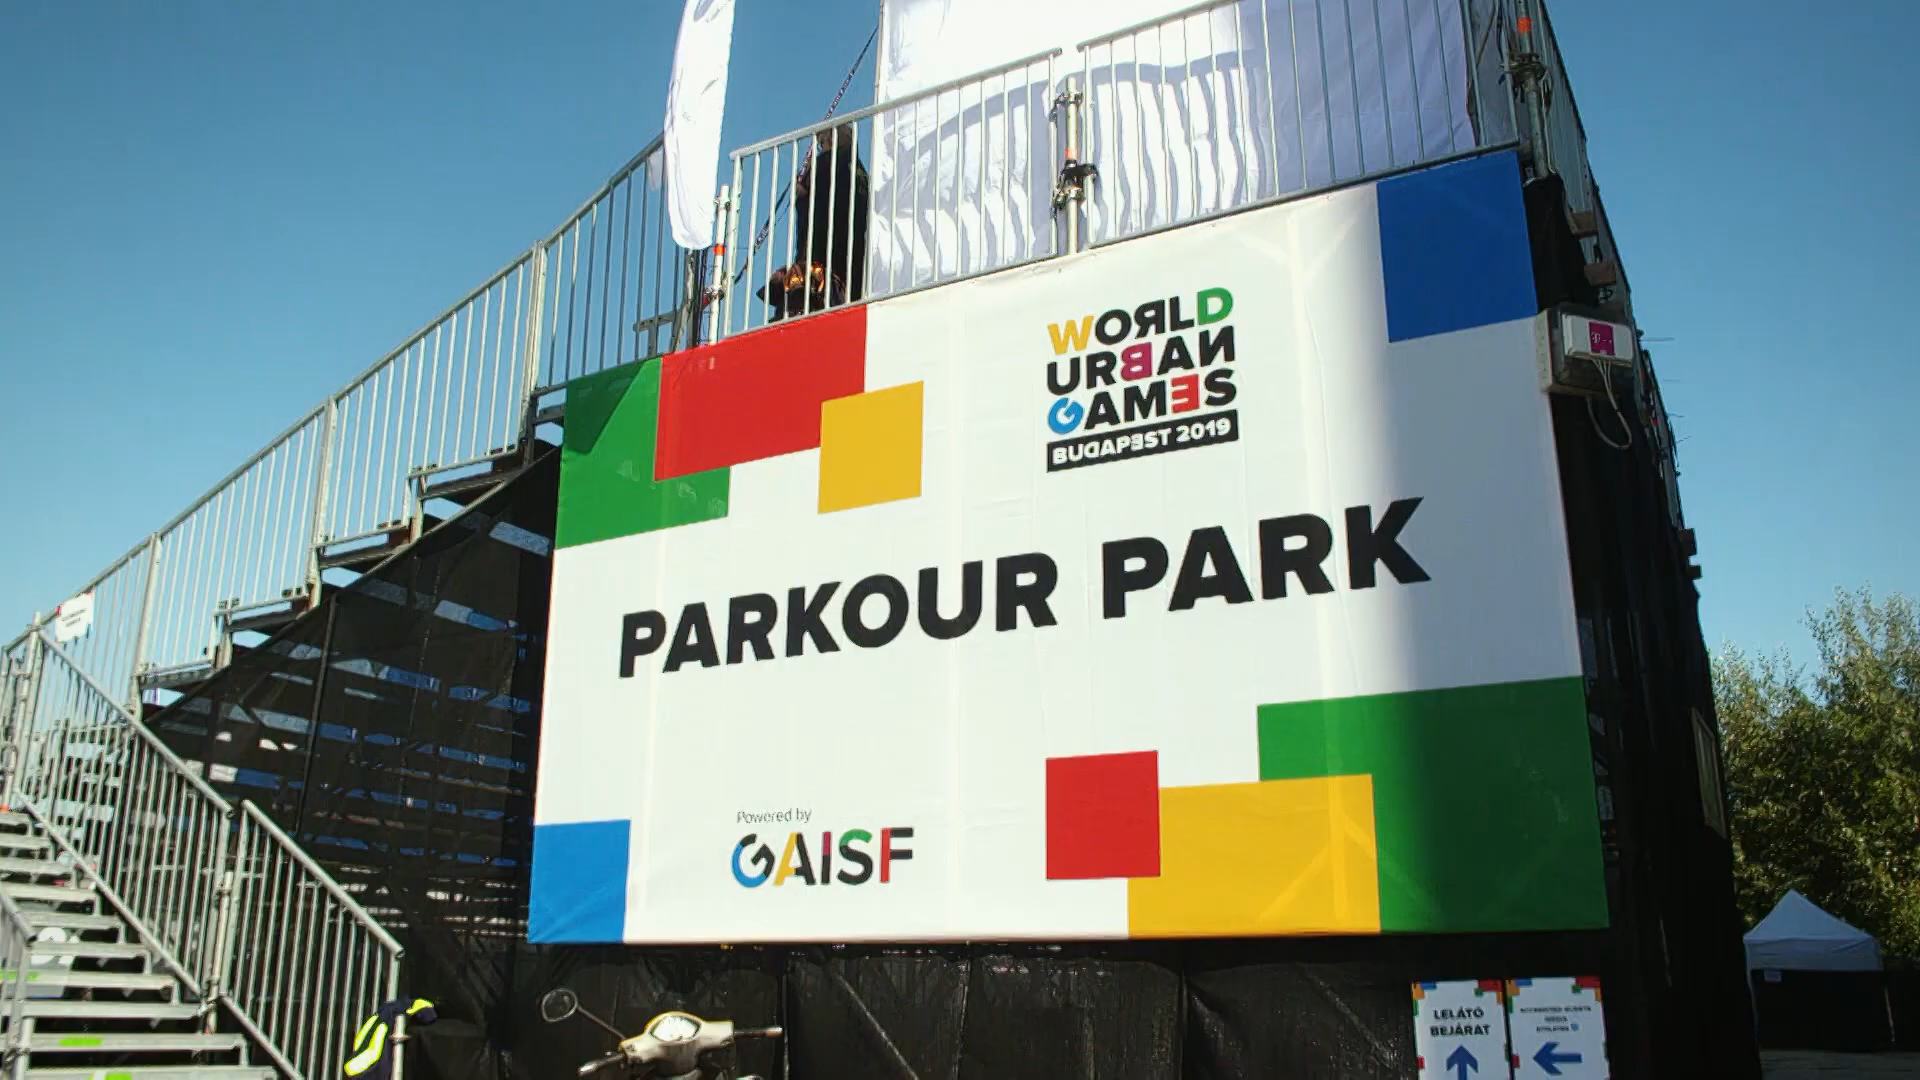 WORLD
URBAN
GAMES
BUDAPEST 2019
PARKOUR PARK
Powered by
GAISF
LELÁTÓ
BEJÁRAT